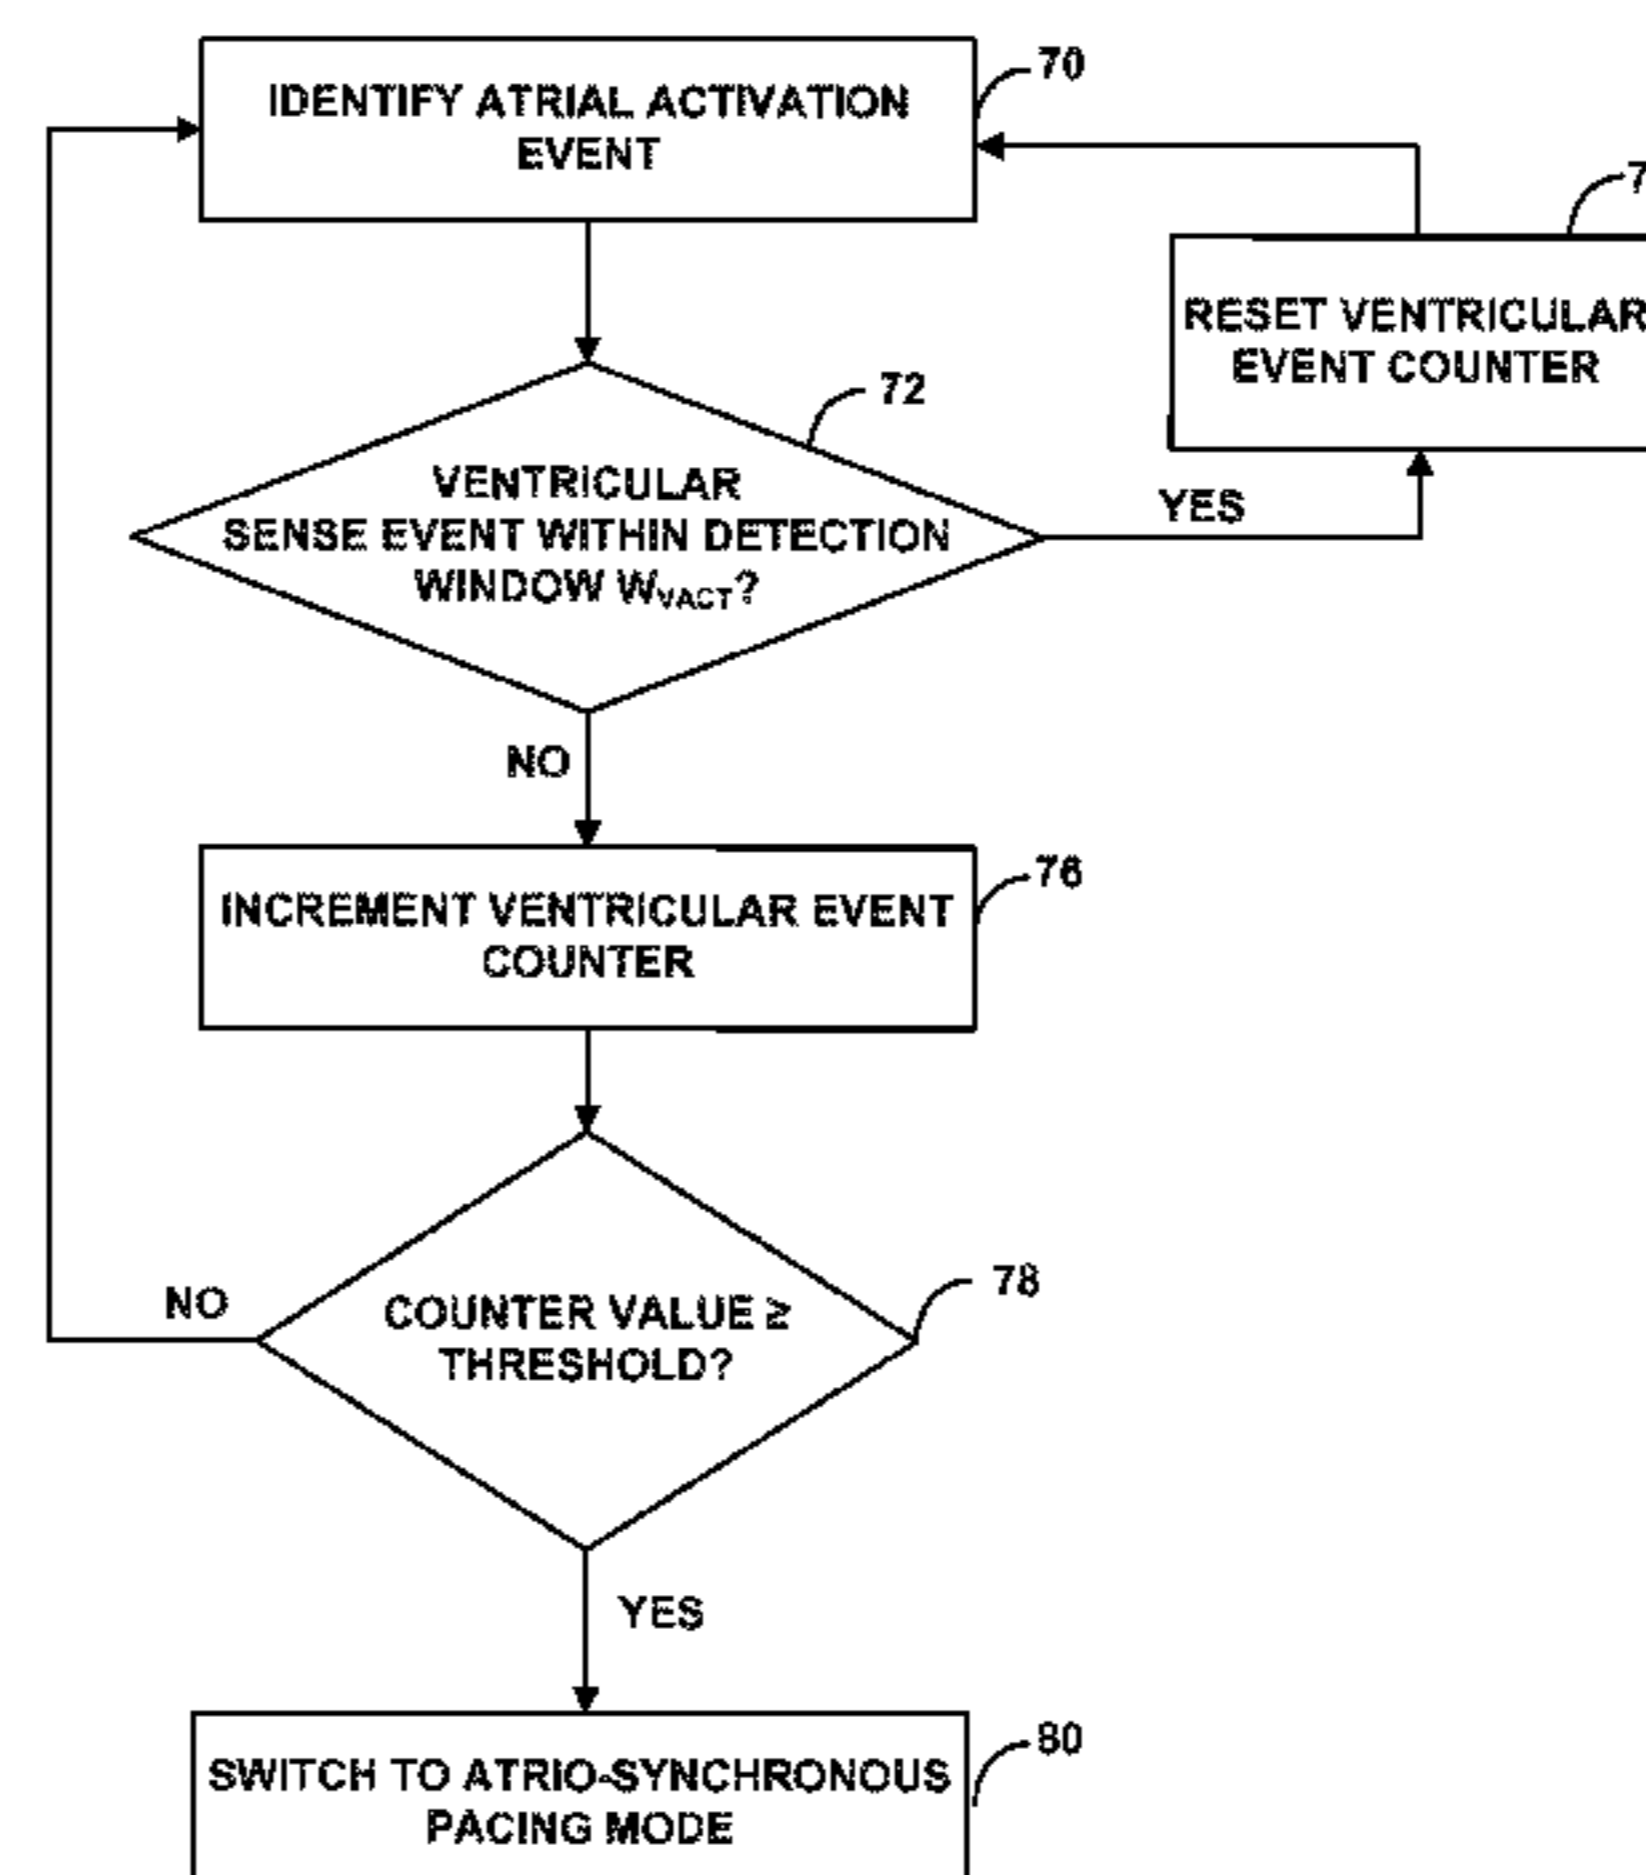 IDENTIFY ATRIAL ACTIVATION
EVENT
70
RESET VENTRICULAR
EVENT COUNTER
72
VENTRICULAR
SENSE EVENT WITHIN DETECTION
WINDOW WVACT?
YES
NO
INCREMENT VENTRICULAR EVENT
COUNTER
76
COUNTER VALUE ≥
THRESHOLD?
78
NO
YES
SWITCH TO ATRIO-SYNCHRONOUS
PACING MODE
80